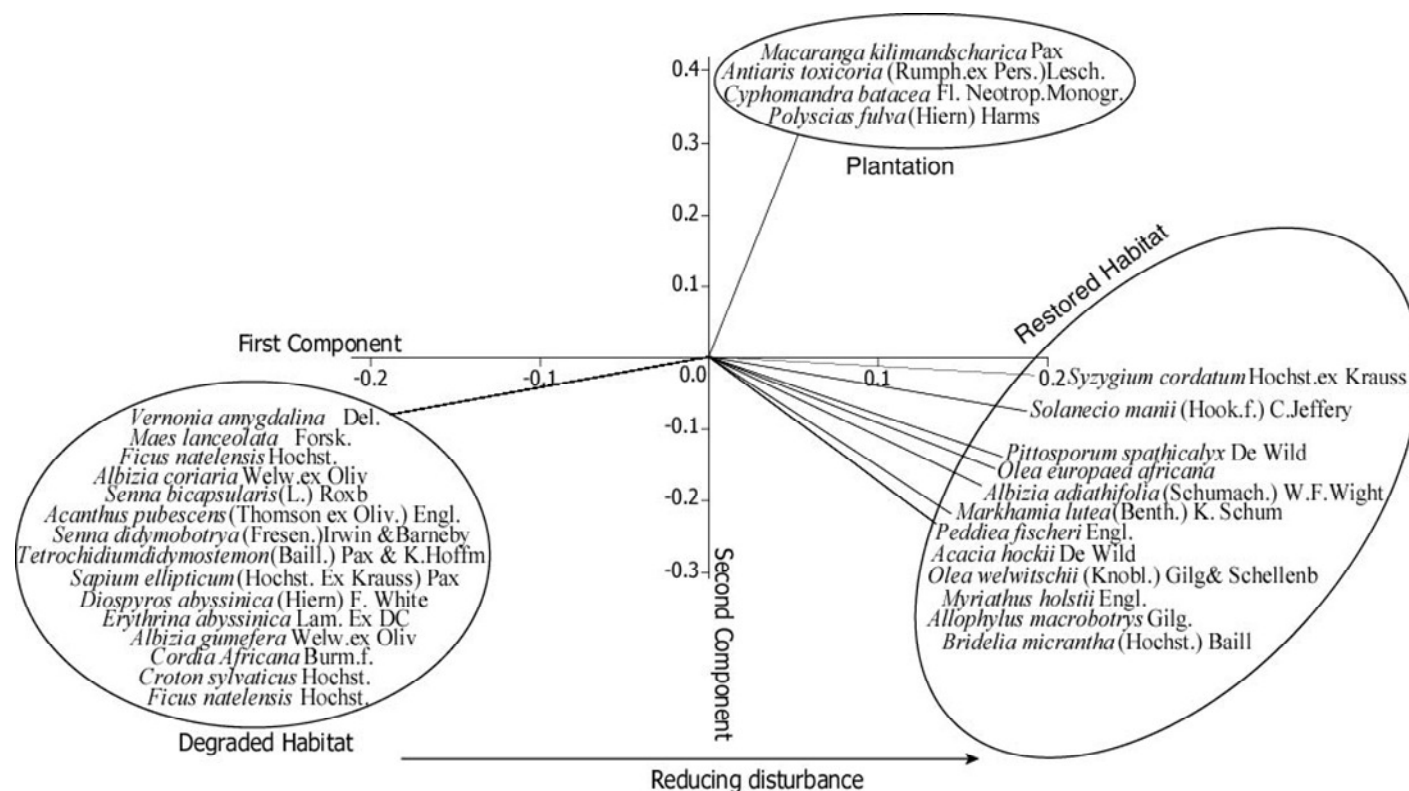 Macaranga kilimandscharica Pax
Antiaris toxicoria (Rumph.ex Pers.)Lesch.
Cyphomandra batacea Fl. Neotrop.Monogr.
Polyscias fulva (Hiern) Harms
Plantation
0.4
0.3
0.2
0.1
0.0
-0.1
-0.2
-0.3
Second Component
First Component
-0.2
-0.1
0.1
0.2
Restored Habitat
Syzygium cordatum Hochst.ex Krauss
Solanecio manii (Hook.f.) C.Jeffery
Pittosporum spathicalyx De Wild
Olea europaea africana
Albizia adiathifolia (Schumach.) W.F.Wight
Markhamia lutea (Benth.) K. Schum
Peddiea fischeri Engl.
Acacia hockii De Wild
Olea welwitschii (Knobl.) Gilg& Schellenb
Myriathus holstii Engl.
Allophylus macrobotrys Gilg.
Bridelia micrantha (Hochst.) Baill
Vernonia amygdalina Del.
Maes lanceolata Forsk.
Ficus natelensis Hochst.
Albizia coriaria Welw.ex Oliv
Senna bicapsularis (L.) Roxb
Acanthus pubescens (Thomson ex Oliv.) Engl.
Senna didymobotrya (Fresen.)Irwin &Barneby
Tetrochidiumdidymostemon (Baill.) Pax & K.Hoffm
Sapium ellipticum (Hochst. Ex Krauss) Pax
Diospyros abyssinica (Hiern) F. White
Erythrina abyssinica Lam. Ex DC
Albizia gumefera Welw.ex Oliv
Cordia Africana Burm.f.
Croton sylvaticus Hochst.
Ficus natelensis Hochst.
Degraded Habitat
Reducing disturbance